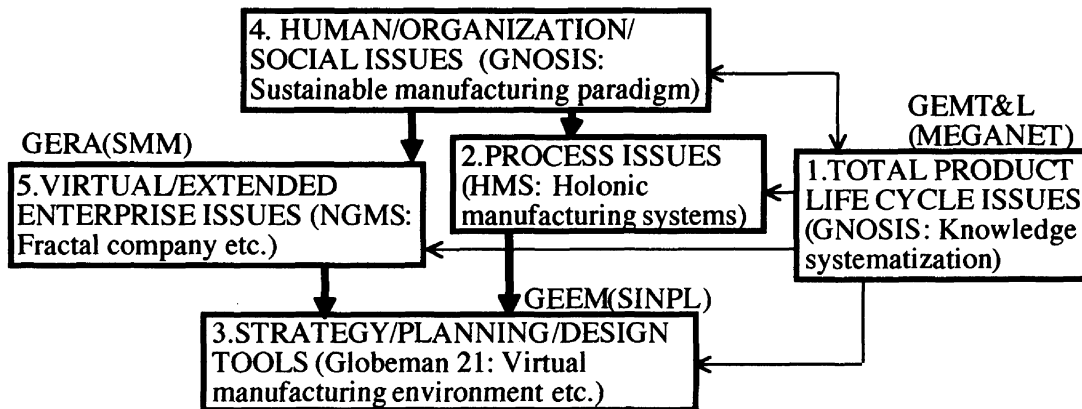 4. HUMAN/ORGANIZATION/
SOCIAL ISSUES (GNOSIS:
Sustainable manufacturing paradigm)
GEMT&L
(MEGANET)
GERA(SMM)
2.PROCESS ISSUES
(HMS: Holonic
manufacturing systems)
1.TOTAL PRODUCT
LIFE CYCLE ISSUES
(GNOSIS: Knowledge
systematization)
5.VIRTUAL/EXTENDED
ENTERPRISE ISSUES (NGMS:
Fractal company etc.)
GEEM(SINPL)
3.STRATEGY/PLANNING/DESIGN
TOOLS (Globeman 21: Virtual
manufacturing environment etc.)